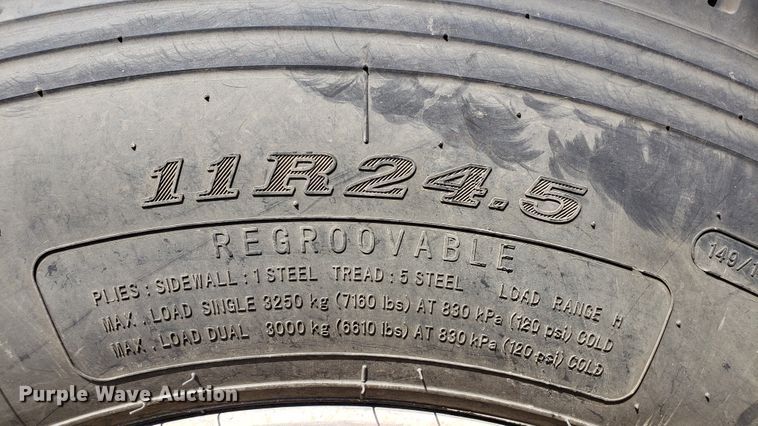 11R24.5
REGROOVABLE
PLIES : SIDEWALL : 1 STEEL TREAD : 5 STEEL LOAD RANGE H
MAX . LOAD SINGLE 3250 kg (7160 lbs) AT 830 kPa (120 psi) COLD
MAX . LOAD DUAL 3000 kg (6610 lbs) AT 830 kPa (120 psi) COLD
149/1
Purple Wave Auction